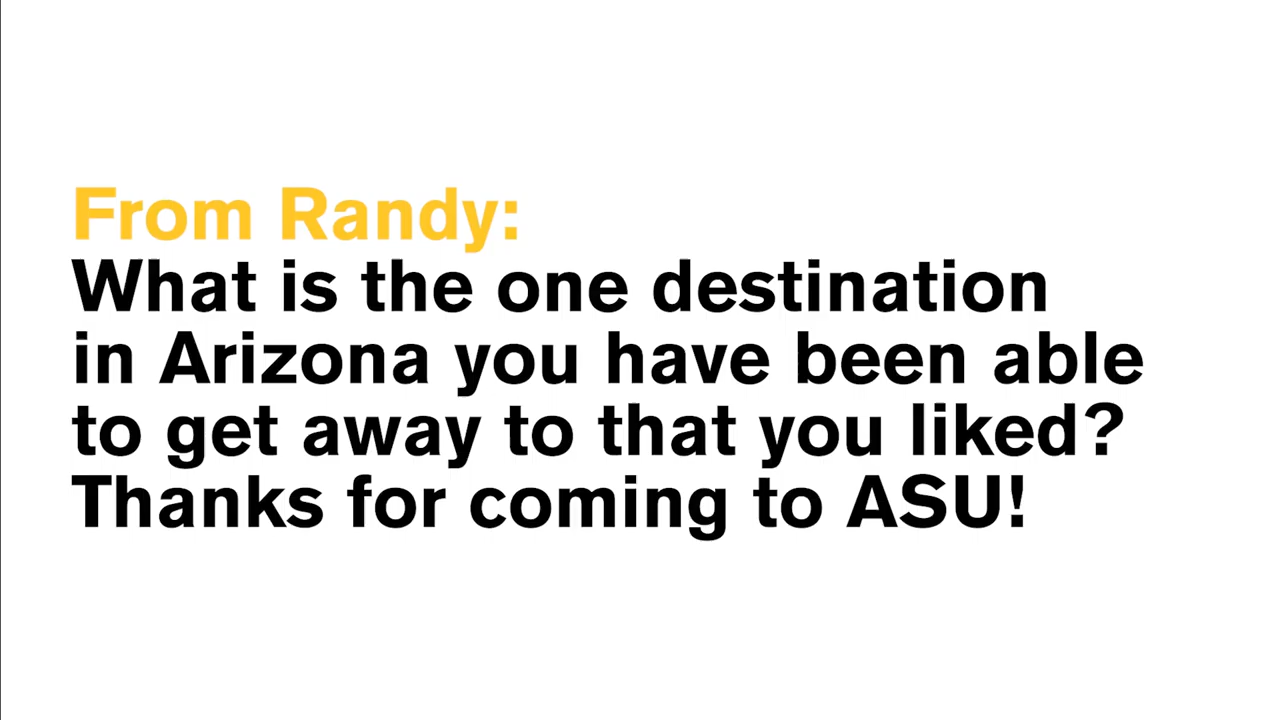 From Randy:
What is the one destination
in Arizona you have been able
to get away to that you liked?
Thanks for coming to ASU!